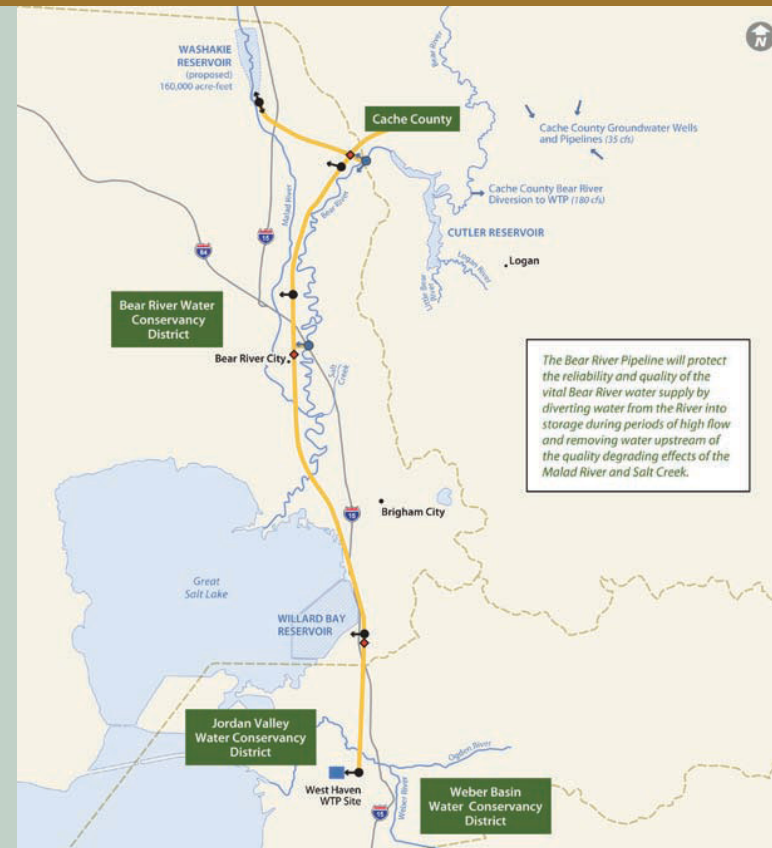 N
WASHAKIE
RESERVOIR
(proposed)
160,000 acre-feet
Bear River
Cache County
Cache County Groundwater Wells
and Pipelines (35 cfs)
Malad River
Bear River
Cache County Bear River
Diversion to WTP (180 cfs)
CUTLER RESERVOIR
Logan River
Logan
Little Bear
River
84
15
Bear River Water
Conservancy
District
Bear River City
Salt
Creek
The Bear River Pipeline will protect
the reliability and quality of the
vital Bear River water supply by
diverting water from the River into
storage during periods of high flow
and removing water upstream of
the quality degrading effects of the
Malad River and Salt Creek.
Brigham City
15
Great
Salt Lake
WILLARD BAY
RESERVOIR
Jordan Valley
Water Conservancy
District
Ogden River
West Haven
WTP Site
Weber River
Weber Basin
Water Conservancy
District
15